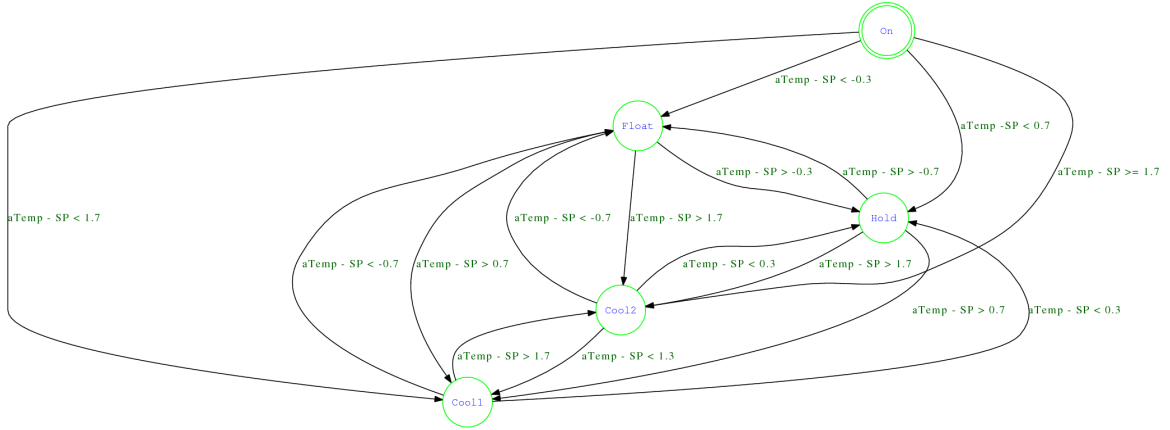 On
aTemp - SP < -0.3
Float
aTemp -SP < 0.7
aTemp - SP > -0.3
aTemp - SP > -0.7
aTemp - SP >= 1.7
aTemp - SP < 1.7
aTemp - SP < -0.7
aTemp - SP > 1.7
Hold
aTemp - SP < -0.7
aTemp - SP > 0.7
aTemp - SP < 0.3
aTemp - SP > 1.7
Cool2
aTemp - SP > 0.7
aTemp - SP < 0.3
aTemp - SP > 1.7
aTemp - SP < 1.3
Cool1